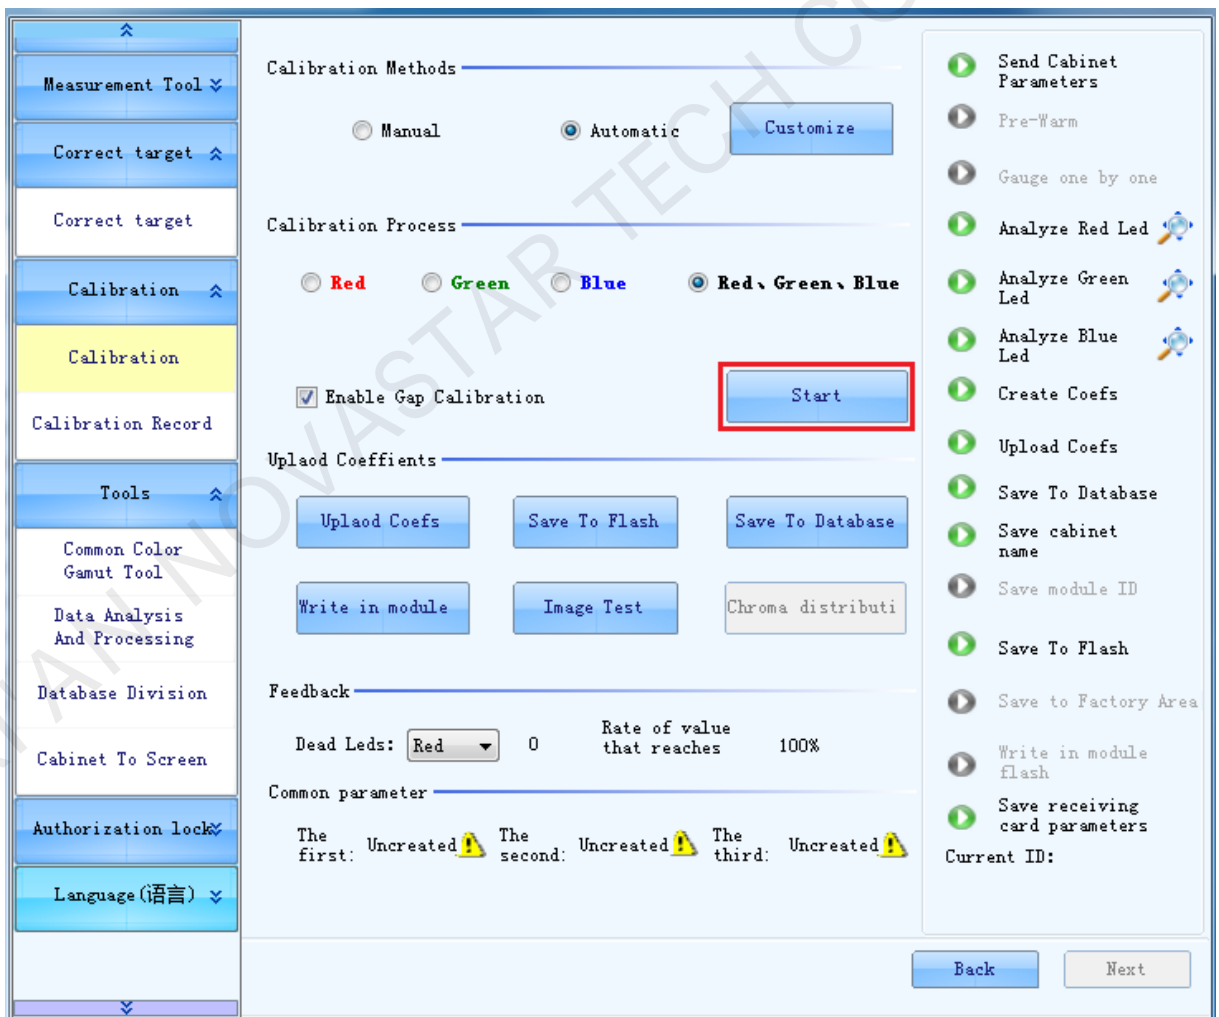 Measurement Tool
Correct target
Correct target
Calibration
Calibration
Calibration Record
Tools
Common Color
Gamut Tool
Data Analysis
And Processing
Database Division
Cabinet To Screen
Authorization lock
Language(语言)
Calibration Methods
Manual
Automatic
Customize
Calibration Process
Red
Green
Blue
Red、Green、Blue
Enable Gap Calibration
Start
Uplaod Coeffients
Uplaod Coefs
Save To Flash
Save To Database
Write in module
Image Test
Chroma distributi
Feedback
Dead Leds:
Red
0
Rate of value
that reaches
100%
Common parameter
The
first:
Uncreated
The
second:
Uncreated
The
third:
Uncreated
Send Cabinet
Parameters
Pre-Warm
Gauge one by one
Analyze Red Led
Analyze Green
Led
Analyze Blue
Led
Create Coefs
Upload Coefs
Save To Database
Save cabinet
name
Save module ID
Save To Flash
Save to Factory Area
Write in module
flash
Save receiving
card parameters
Current ID:
Back
Next
NOVASTAR TECH CO